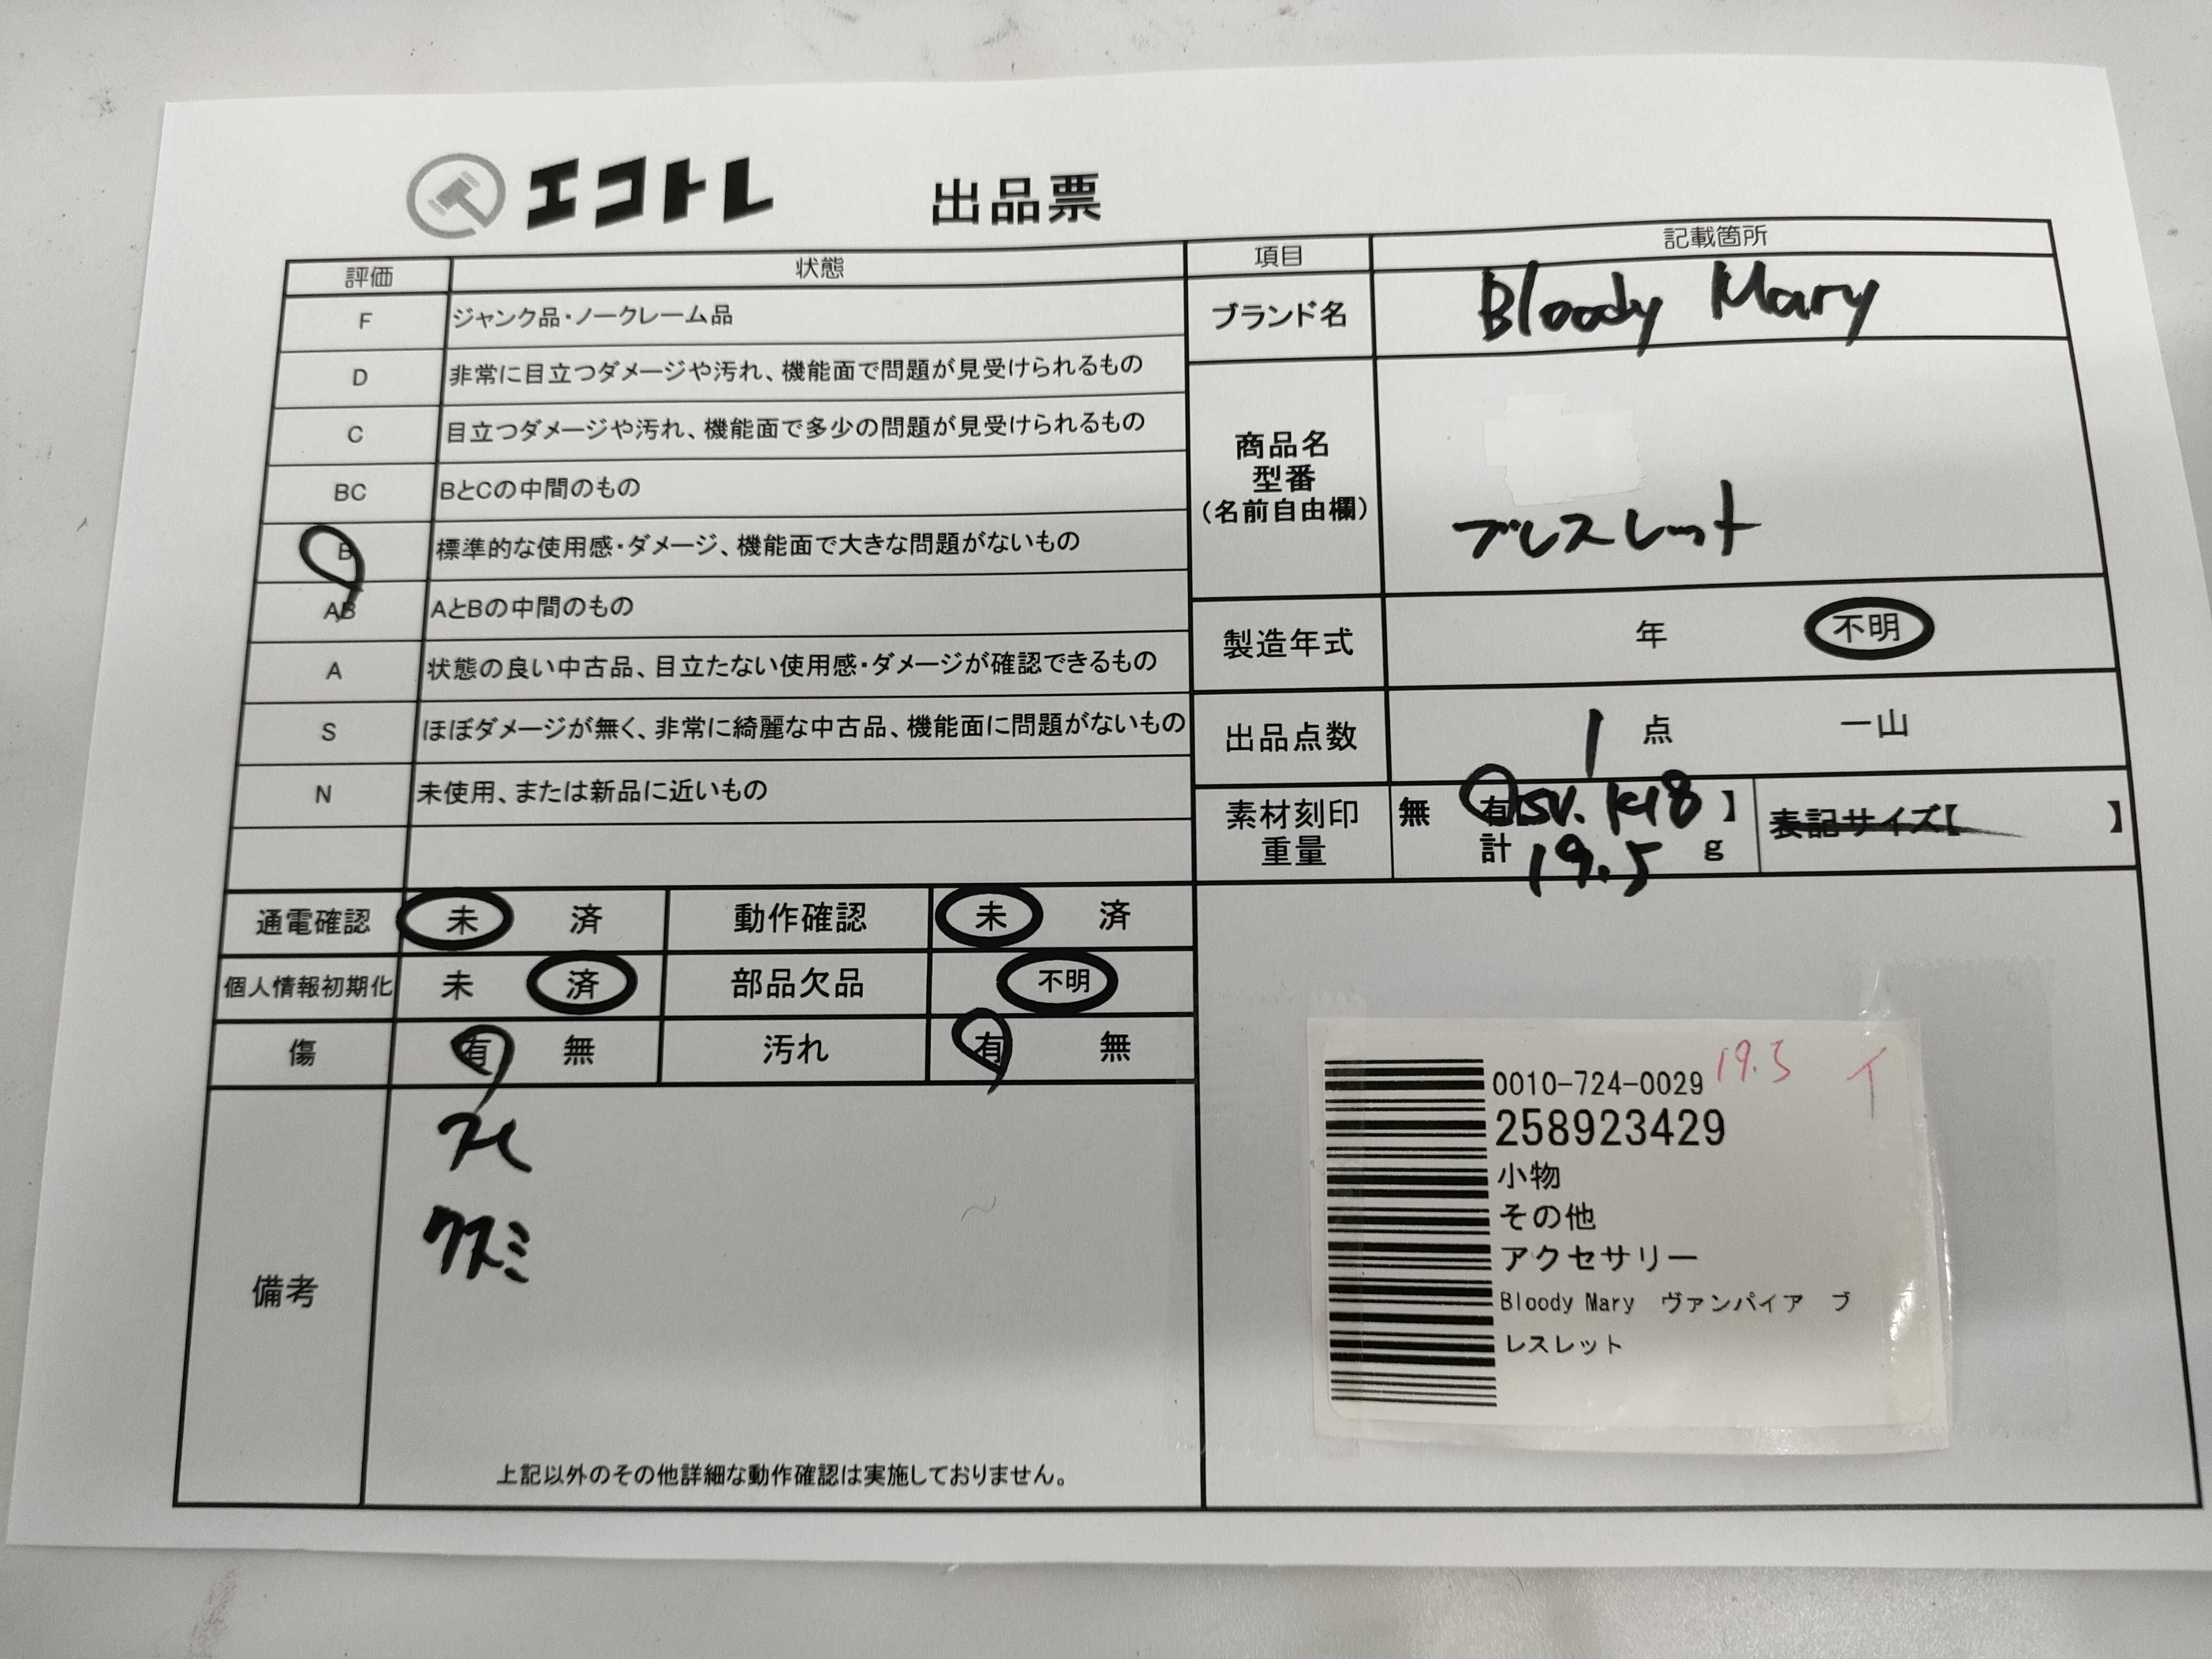 エコトレ 出品票
評価 状態
F ジャンク品・ノークレーム品
D 非常に目立つダメージや汚れ、機能面で問題が見受けられるもの
C 目立つダメージや汚れ、機能面で多少の問題が見受けられるもの
BC BとCの中間のもの
B 標準的な使用感・ダメージ、機能面で大きな問題がないもの
AB AとBの中間のもの
A 状態の良い中古品、目立たない使用感・ダメージが確認できるもの
S ほぼダメージが無く、非常に綺麗な中古品、機能面に問題がないもの
N 未使用、または新品に近いもの
項目 記載箇所
ブランド名 Bloody Mary
商品名
型番
(名前自由欄)
ブレスレット
製造年式 年 不明
出品点数 1 点 一山
素材刻印 無 有【SV. K18】 表記サイズ【 】
重量 計 19.5 g
通電確認 未 済 動作確認 未 済
個人情報初期化 未 済 部品欠品 不明
傷 有 無 汚れ 有 無
備考
スレ
クスミ
上記以外のその他詳細な動作確認は実施しておりません。
0010-724-0029 19.5 イ
258923429
小物
その他
アクセサリー
Bloody Mary ヴァンパイア ブ
レスレット